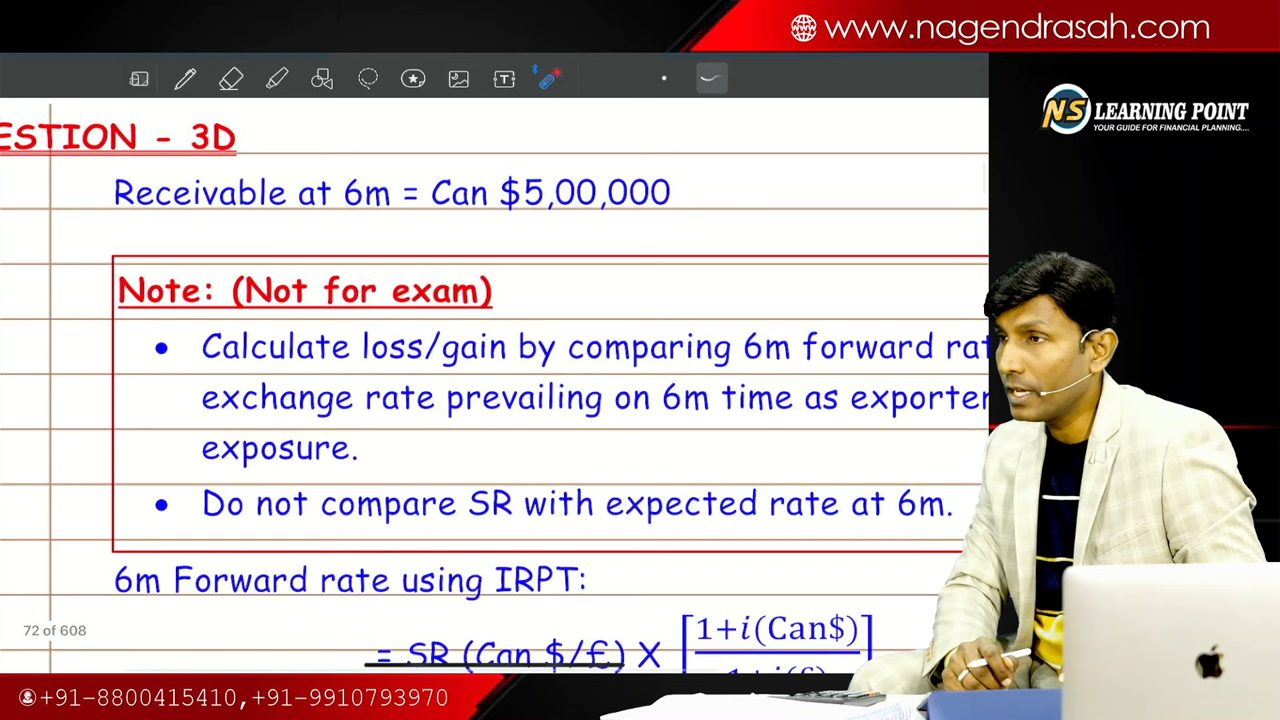 www.nagendrasah.com
NS LEARNING POINT
YOUR GUIDE FOR FINANCIAL PLANNING....
ESTION - 3D
Receivable at 6m = Can $5,00,000
Note: (Not for exam)
• Calculate loss/gain by comparing 6m forward rat
exchange rate prevailing on 6m time as exporter
exposure.
• Do not compare SR with expected rate at 6m.
6m Forward rate using IRPT:
= SR (Can $/£) X [1+i(Can$)
1+i(£)]
72 of 608
+91-8800415410,+91-9910793970